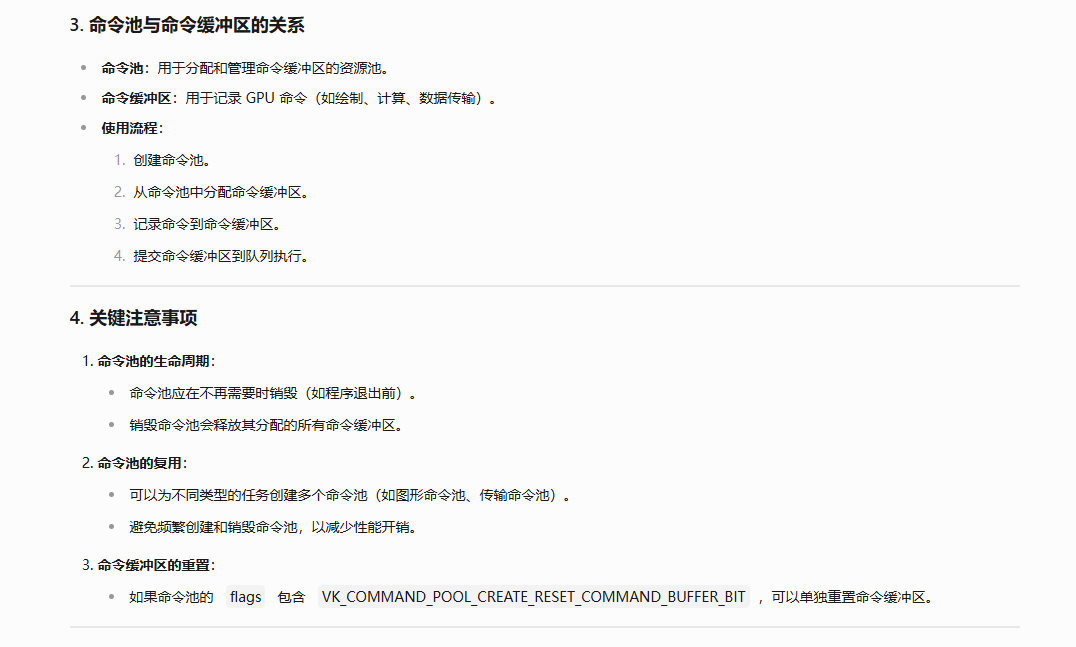 3. 命令池与命令缓冲区的关系
• 命令池：用于分配和管理命令缓冲区的资源池。
• 命令缓冲区：用于记录 GPU 命令（如绘制、计算、数据传输）。
• 使用流程：
1. 创建命令池。
2. 从命令池中分配命令缓冲区。
3. 记录命令到命令缓冲区。
4. 提交命令缓冲区到队列执行。
4. 关键注意事项
1. 命令池的生命周期：
• 命令池应在不再需要时销毁（如程序退出前）。
• 销毁命令池会释放其分配的所有命令缓冲区。
2. 命令池的复用：
• 可以为不同类型的任务创建多个命令池（如图形命令池、传输命令池）。
• 避免频繁创建和销毁命令池，以减少性能开销。
3. 命令缓冲区的重置：
• 如果命令池的 flags 包含 VK_COMMAND_POOL_CREATE_RESET_COMMAND_BUFFER_BIT ，可以单独重置命令缓冲区。